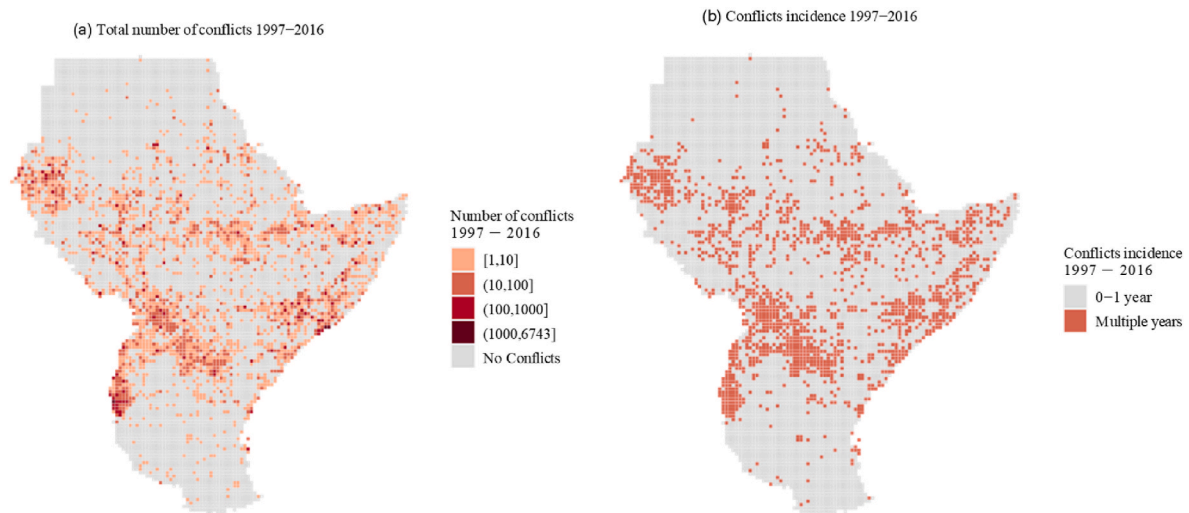 (a) Total number of conflicts 1997−2016
Number of conflicts
1997 − 2016
[1,10]
(10,100]
(100,1000]
(1000,6743]
No Conflicts
(b) Conflicts incidence 1997−2016
Conflicts incidence
1997 − 2016
0−1 year
Multiple years